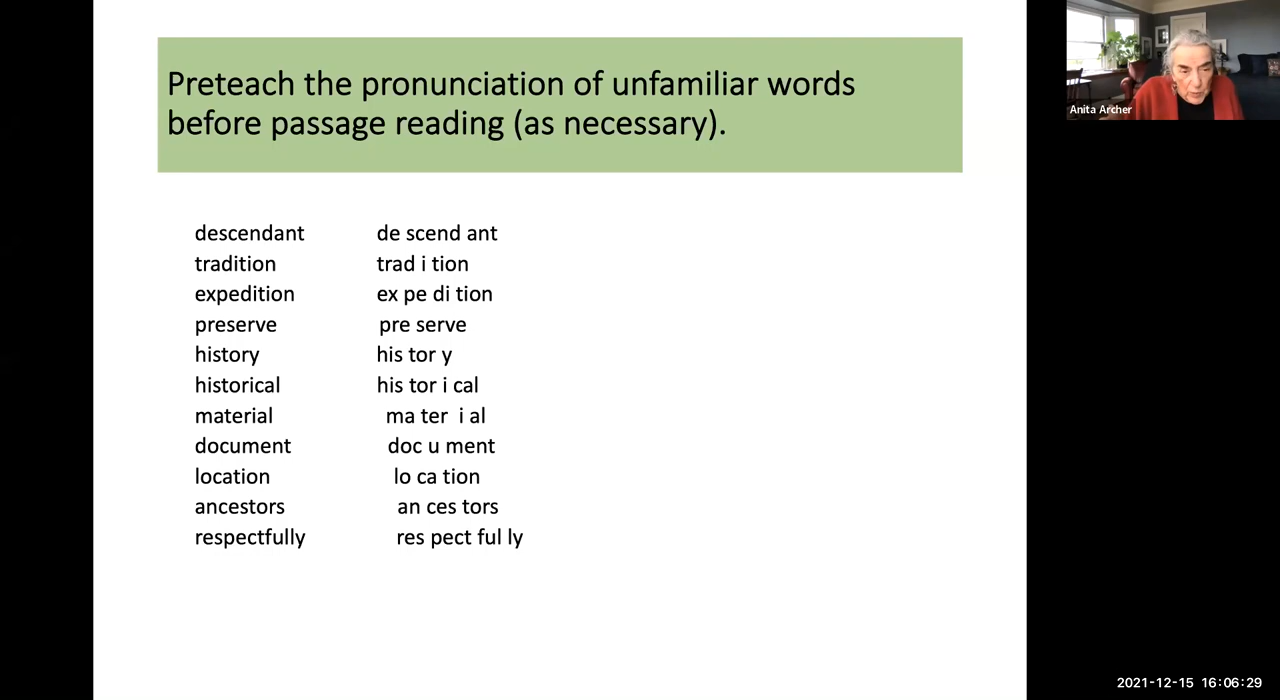 Preteach the pronunciation of unfamiliar words
before passage reading (as necessary).
Anita Archer
descendant de scend ant
tradition trad i tion
expedition ex pe di tion
preserve pre serve
history his tor y
historical his tor i cal
material ma ter i al
document doc u ment
location lo ca tion
ancestors an ces tors
respectfully res pect ful ly
2021-12-15 16:06:29